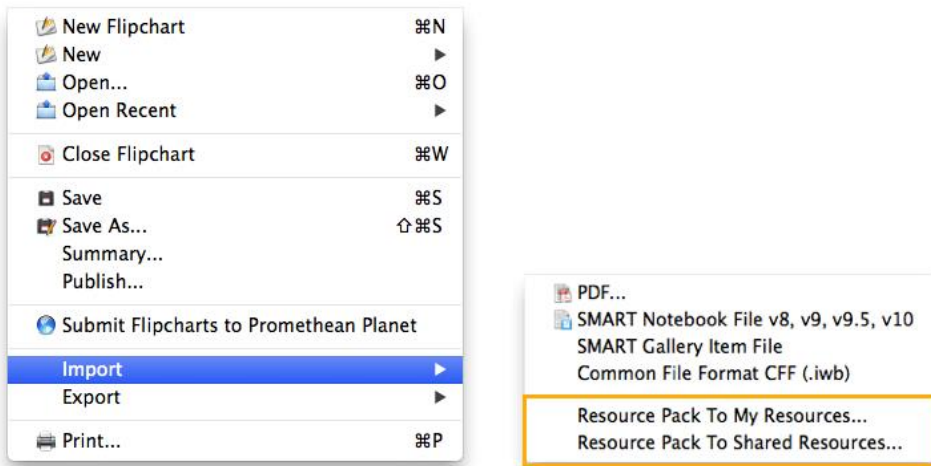 New Flipchart ⌘N
New ▶
Open... ⌘O
Open Recent ▶
Close Flipchart ⌘W
Save ⌘S
Save As... ⇧⌘S
Summary...
Publish...
Submit Flipcharts to Promethean Planet
Import ▶
Export ▶
Print... ⌘P
PDF...
SMART Notebook File v8, v9, v9.5, v10
SMART Gallery Item File
Common File Format CFF (.iwb)
Resource Pack To My Resources...
Resource Pack To Shared Resources...